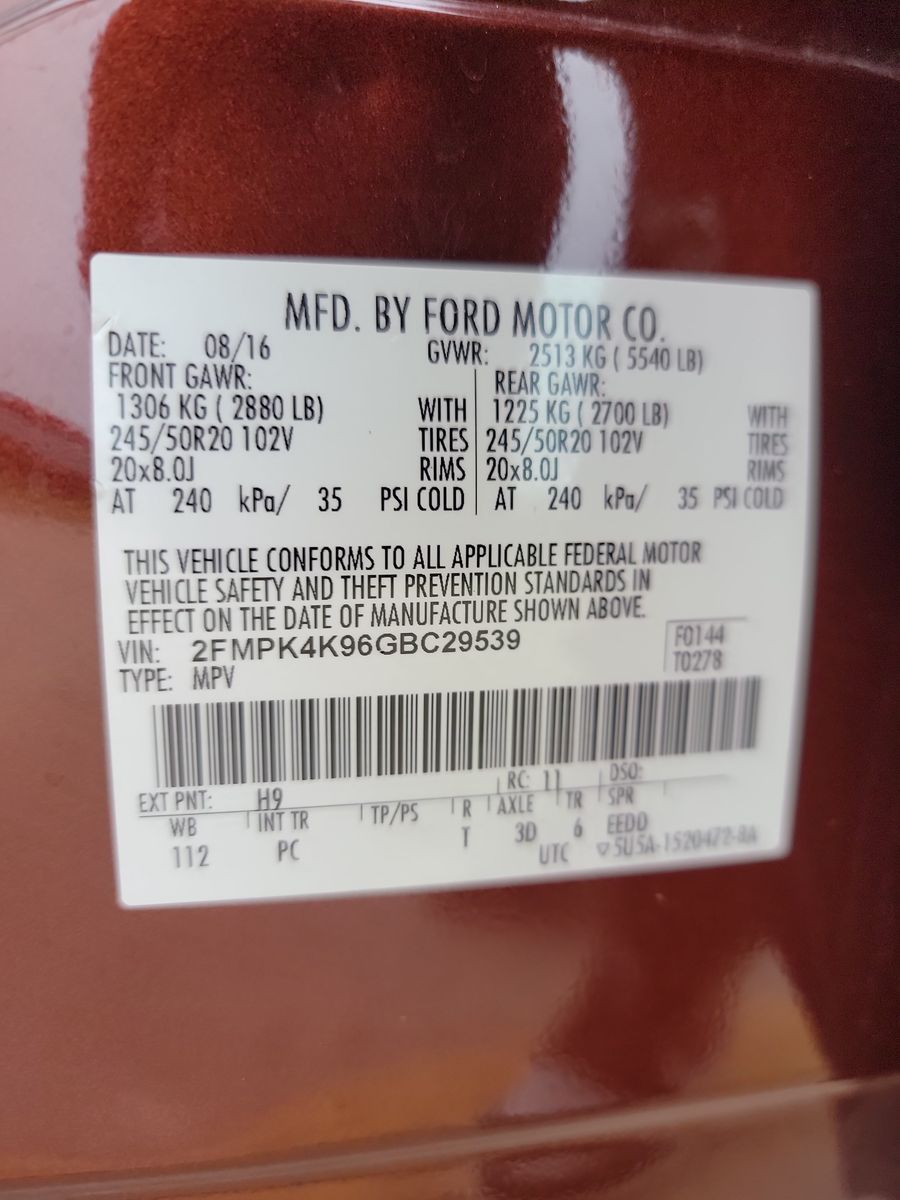 MFD. BY FORD MOTOR CO.
DATE: 08/16 GVWR: 2513 KG ( 5540 LB)
FRONT GAWR: REAR GAWR:
1306 KG ( 2880 LB) WITH 1225 KG ( 2700 LB) WITH
245/50R20 102V TIRES 245/50R20 102V TIRES
20x8.0J RIMS 20x8.0J RIMS
AT 240 kPa/ 35 PSI COLD AT 240 kPa/ 35 PSI COLD
THIS VEHICLE CONFORMS TO ALL APPLICABLE FEDERAL MOTOR
VEHICLE SAFETY AND THEFT PREVENTION STANDARDS IN
EFFECT ON THE DATE OF MANUFACTURE SHOWN ABOVE.
VIN: 2FMPK4K96GBC29539 F0144
TYPE: MPV T0278
EXT PNT: H9 RC: 11 DSO:
WB INT TR TP/PS R AXLE TR SPR
112 PC T 3D 6 EEDD
UTC ▽5U5A-1520472-8A